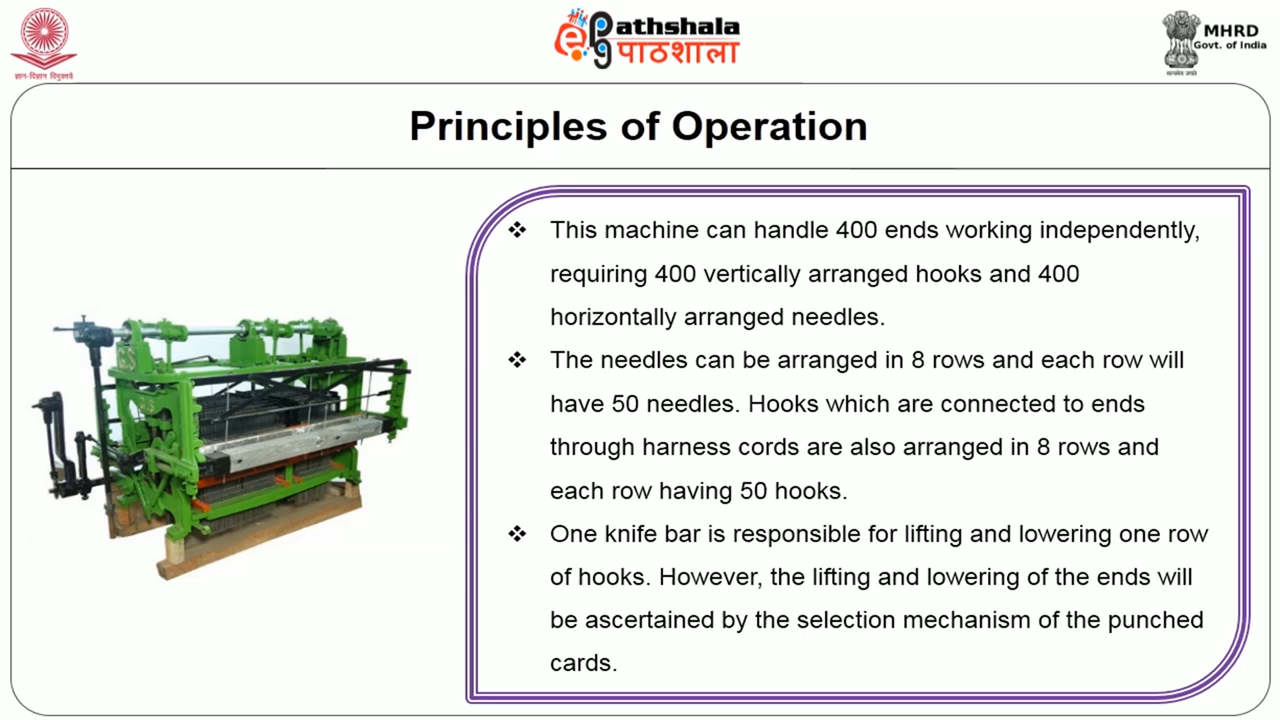 ज्ञान-विज्ञान विमुक्तये
ePathshala
पाठशाला
MHRD
Govt. of India
सत्यमेव जयते
Principles of Operation
❖ This machine can handle 400 ends working independently,
requiring 400 vertically arranged hooks and 400
horizontally arranged needles.
❖ The needles can be arranged in 8 rows and each row will
have 50 needles. Hooks which are connected to ends
through harness cords are also arranged in 8 rows and
each row having 50 hooks.
❖ One knife bar is responsible for lifting and lowering one row
of hooks. However, the lifting and lowering of the ends will
be ascertained by the selection mechanism of the punched
cards.